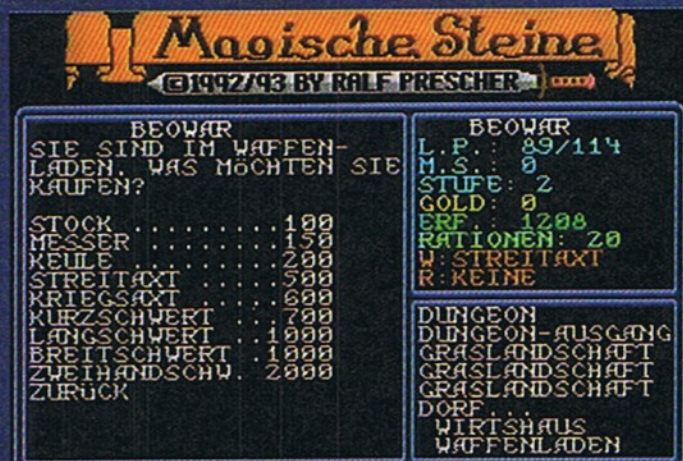 Magische Steine
©1992/93 BY RALF PRESCHER
BEOWAR
SIE SIND IM WAFFEN-
LADEN. WAS MÖCHTEN SIE
KAUFEN?
STOCK ..........100
MESSER .........150
KEULE ..........200
STREITAXT ......500
KRIEGSAXT ......600
KURZSCHWERT ...700
LANGSCHWERT ..1000
BREITSCHWERT .1000
ZWEIHANDSCHW. 2000
ZURÜCK
BEOWAR
L.P.: 89/114
M.S.: 0
STUFE: 2
GOLD: 0
ERF.: 1208
RATIONEN: 20
W:STREITAXT
R:KEINE
DUNGEON
DUNGEON-AUSGANG
GRASLANDSCHAFT
GRASLANDSCHAFT
GRASLANDSCHAFT
DORF...
WIRTSHAUS
WAFFENLADEN